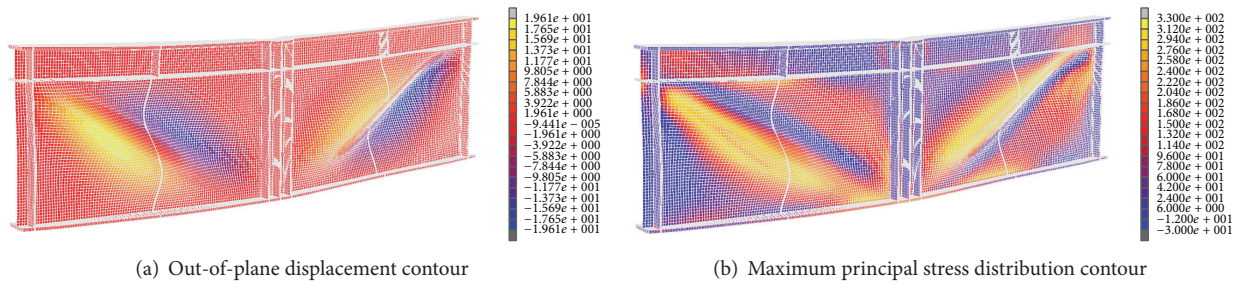 1.961e + 001
1.765e + 001
1.569e + 001
1.373e + 001
1.177e + 001
9.805e + 000
7.844e + 000
5.883e + 000
3.922e + 000
1.961e + 000
−9.441e − 005
−1.961e + 000
−3.922e + 000
−5.883e + 000
−7.844e + 000
−9.805e + 000
−1.177e + 001
−1.373e + 001
−1.569e + 001
−1.765e + 001
−1.961e + 001
(a) Out-of-plane displacement contour
3.300e + 002
3.120e + 002
2.940e + 002
2.760e + 002
2.580e + 002
2.400e + 002
2.220e + 002
2.040e + 002
1.860e + 002
1.680e + 002
1.500e + 002
1.320e + 002
1.140e + 002
9.600e + 001
7.800e + 001
6.000e + 001
4.200e + 001
2.400e + 001
6.000e + 000
−1.200e + 001
−3.000e + 001
(b) Maximum principal stress distribution contour